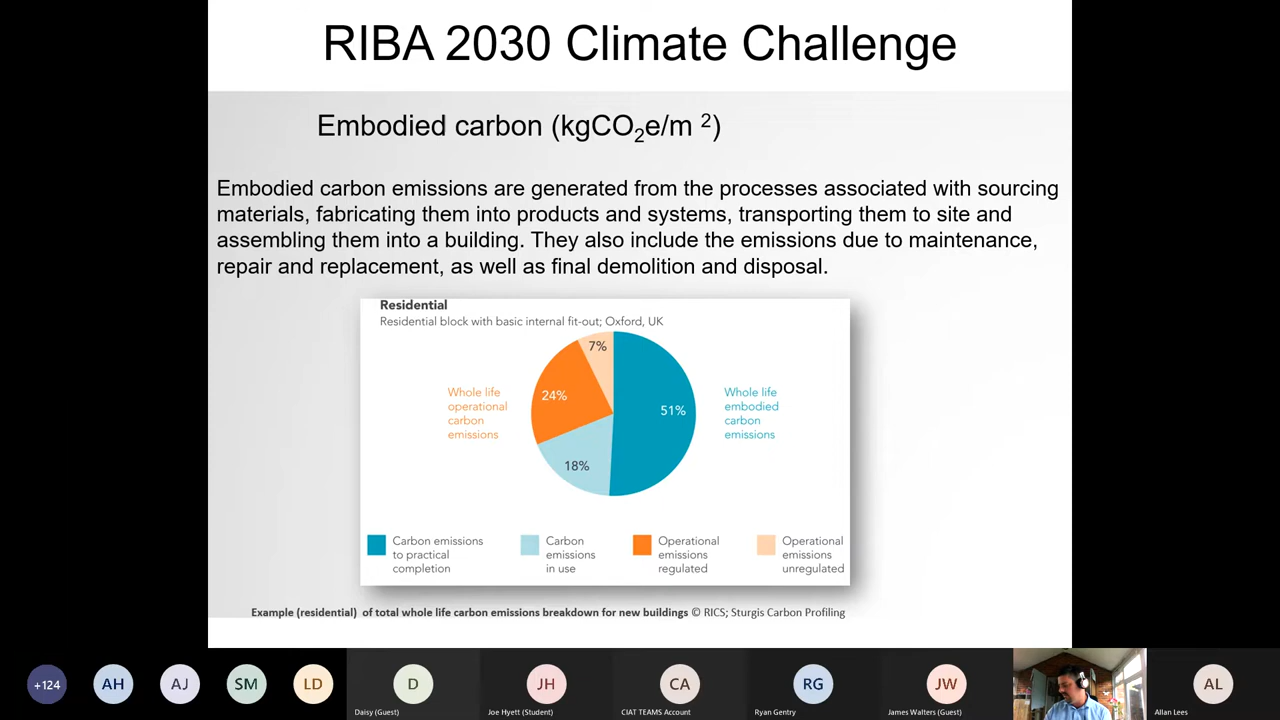 RIBA 2030 Climate Challenge
Embodied carbon (kgCO₂e/m ²)
Embodied carbon emissions are generated from the processes associated with sourcing
materials, fabricating them into products and systems, transporting them to site and
assembling them into a building. They also include the emissions due to maintenance,
repair and replacement, as well as final demolition and disposal.
Residential
Residential block with basic internal fit-out; Oxford, UK
7%
24%
51%
18%
Whole life
operational
carbon
emissions
Whole life
embodied
carbon
emissions
Carbon emissions
to practical
completion
Carbon
emissions
in use
Operational
emissions
regulated
Operational
emissions
unregulated
Example (residential) of total whole life carbon emissions breakdown for new buildings © RICS; Sturgis Carbon Profiling
+124
AH
AJ
SM
LD
D
Daisy (Guest)
JH
Joe Hyett (Student)
CA
CIAT TEAMS Account
RG
Ryan Gentry
JW
James Walters (Guest)
AL
Allan Lees